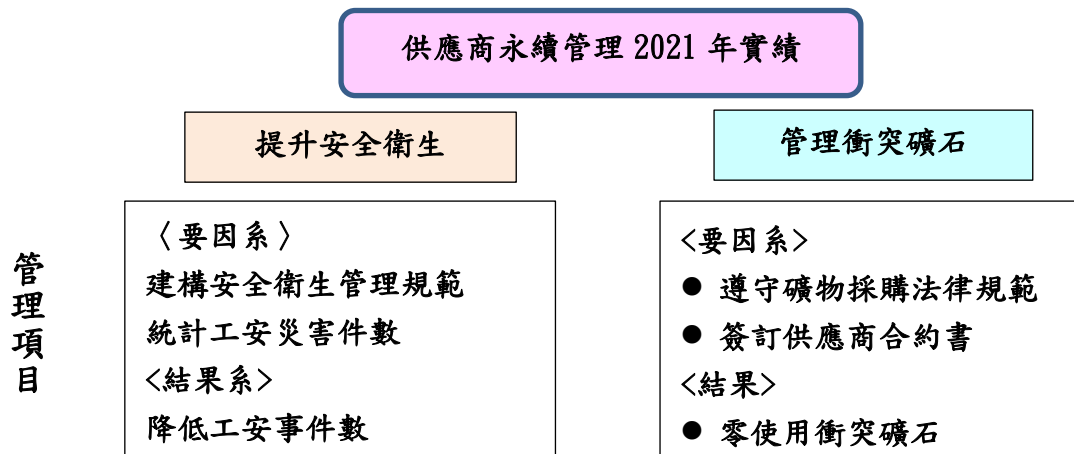 供應商永續管理 2021 年實績
提升安全衛生
管理衝突礦石
管理項目
〈要因系〉
建構安全衛生管理規範
統計工安災害件數
<結果系>
降低工安事件數
<要因系>
● 遵守礦物採購法律規範
● 簽訂供應商合約書
<結果>
● 零使用衝突礦石